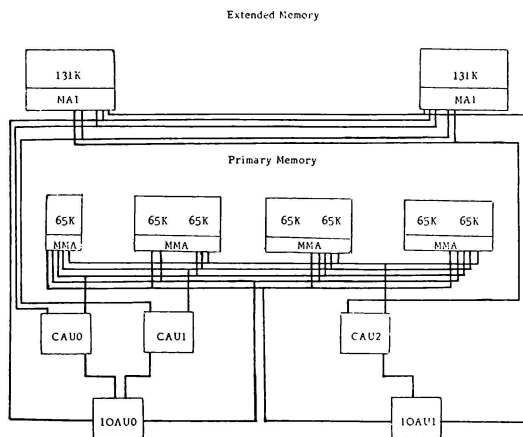 Extended Memory
131K
131K
MAI
MAI
Primary Memory
65K
65K 65K
65K 65K
65K 65K
MMA
MMA
MMA
MMA
CAU0
CAU1
CAU2
IOAU0
IOAU1